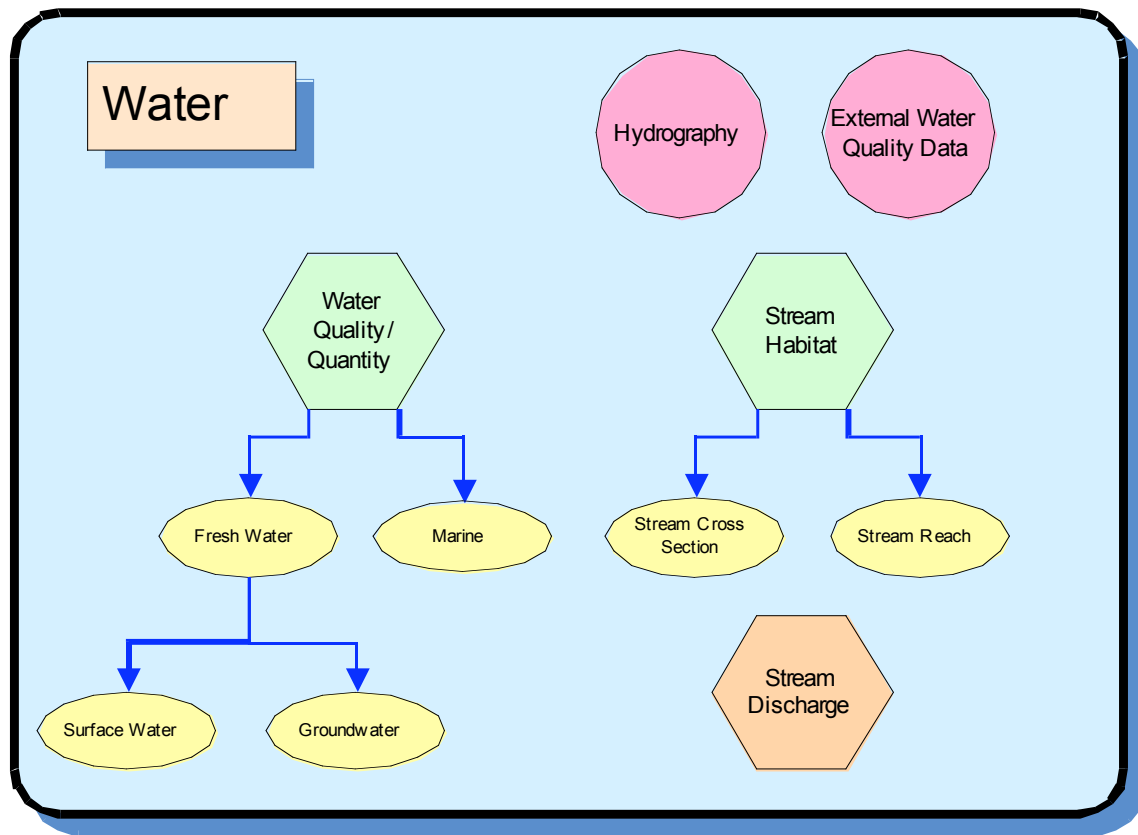 Water
Hydrography
External Water
Quality Data
Water
Quality/
Quantity
Stream
Habitat
Fresh Water
Marine
Stream Cross
Section
Stream Reach
Surface Water
Groundwater
Stream
Discharge